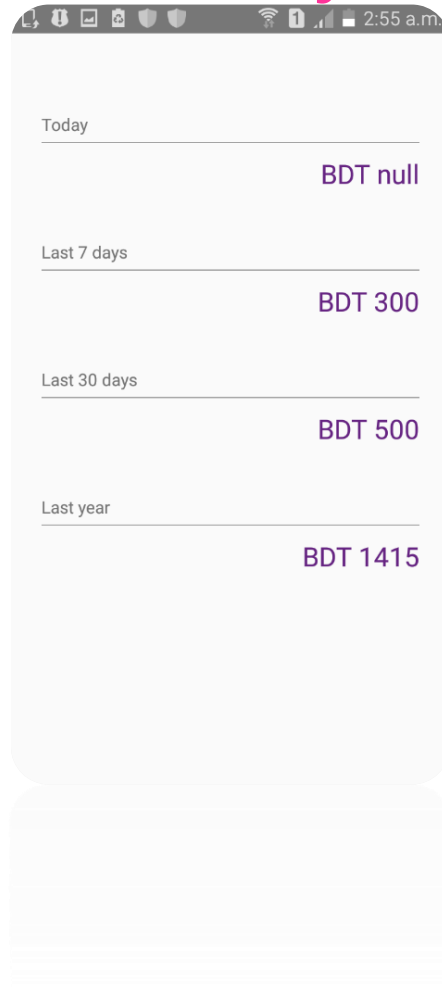 1 2:55 a.m.
Today
BDT null
Last 7 days
BDT 300
Last 30 days
BDT 500
Last year
BDT 1415